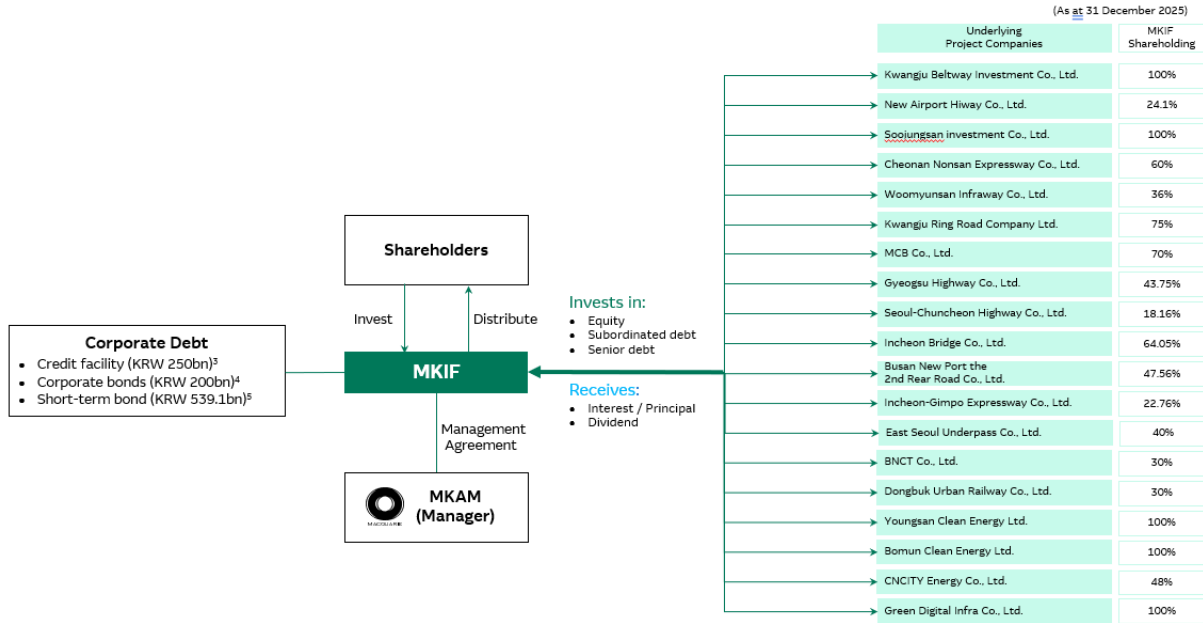 (As at 31 December 2025)
Underlying
Project Companies
MKIF
Shareholding
Kwangju Beltway Investment Co., Ltd.
100%
New Airport Hiway Co., Ltd.
24.1%
Soojungsan investment Co., Ltd.
100%
Cheonan Nonsan Expressway Co., Ltd.
60%
Woomyunsan Infraway Co., Ltd.
36%
Kwangju Ring Road Company Ltd.
75%
MCB Co., Ltd.
70%
Gyeogsu Highway Co., Ltd.
43.75%
Seoul-Chuncheon Highway Co., Ltd.
18.16%
Incheon Bridge Co., Ltd.
64.05%
Busan New Port the
2nd Rear Road Co., Ltd.
47.56%
Incheon-Gimpo Expressway Co., Ltd.
22.76%
East Seoul Underpass Co., Ltd.
40%
BNCT Co., Ltd.
30%
Dongbuk Urban Railway Co., Ltd.
30%
Youngsan Clean Energy Ltd.
100%
Bomun Clean Energy Ltd.
100%
CNCITY Energy Co., Ltd.
48%
Green Digital Infra Co., Ltd.
100%
Shareholders
Invest
Distribute
Invests in:
• Equity
• Subordinated debt
• Senior debt
Corporate Debt
• Credit facility (KRW 250bn)³
• Corporate bonds (KRW 200bn)⁴
• Short-term bond (KRW 539.1bn)⁵
MKIF
Receives:
• Interest / Principal
• Dividend
Management
Agreement
MACQUARIE
MKAM
(Manager)